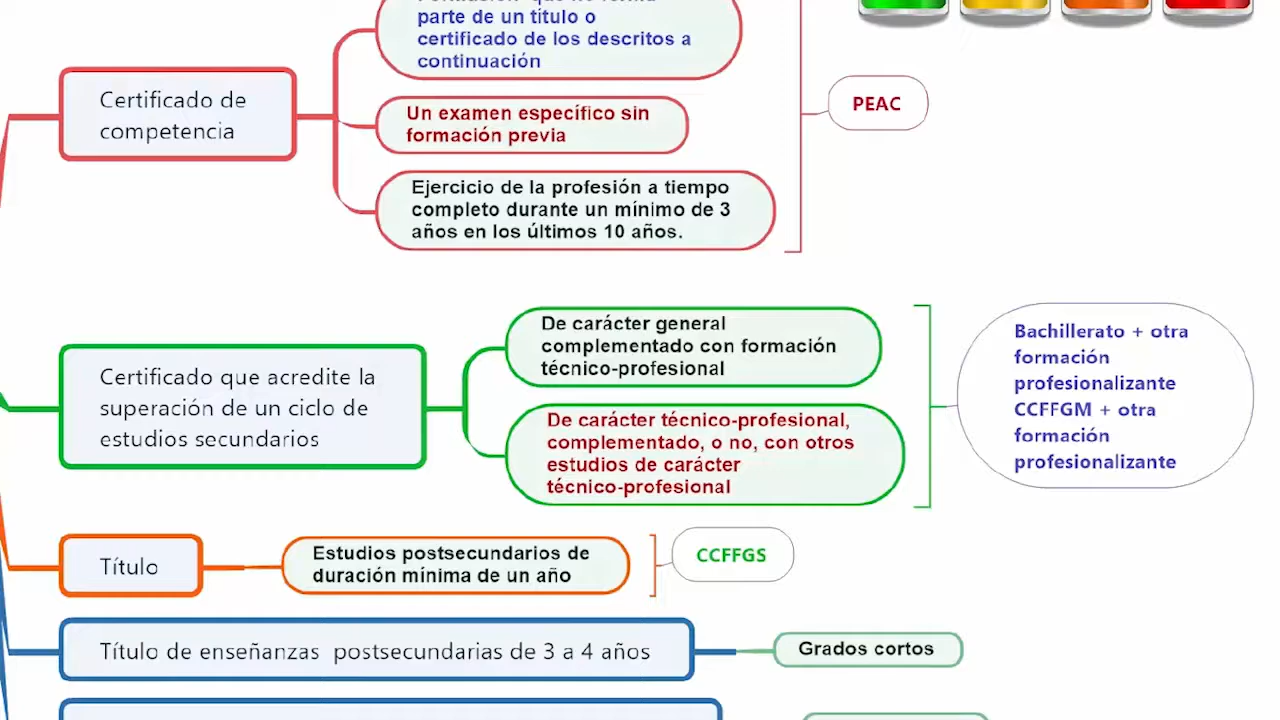 parte de un título o
certificado de los descritos a
continuación
Certificado de
competencia
Un examen específico sin
formación previa
PEAC
Ejercicio de la profesión a tiempo
completo durante un mínimo de 3
años en los últimos 10 años.
De carácter general
complementado con formación
técnico-profesional
Certificado que acredite la
superación de un ciclo de
estudios secundarios
De carácter técnico-profesional,
complementado, o no, con otros
estudios de carácter
técnico-profesional
Bachillerato + otra
formación
profesionalizante
CCFFGM + otra
formación
profesionalizante
Título
Estudios postsecundarios de
duración mínima de un año
CCFFGS
Título de enseñanzas postsecundarias de 3 a 4 años
Grados cortos